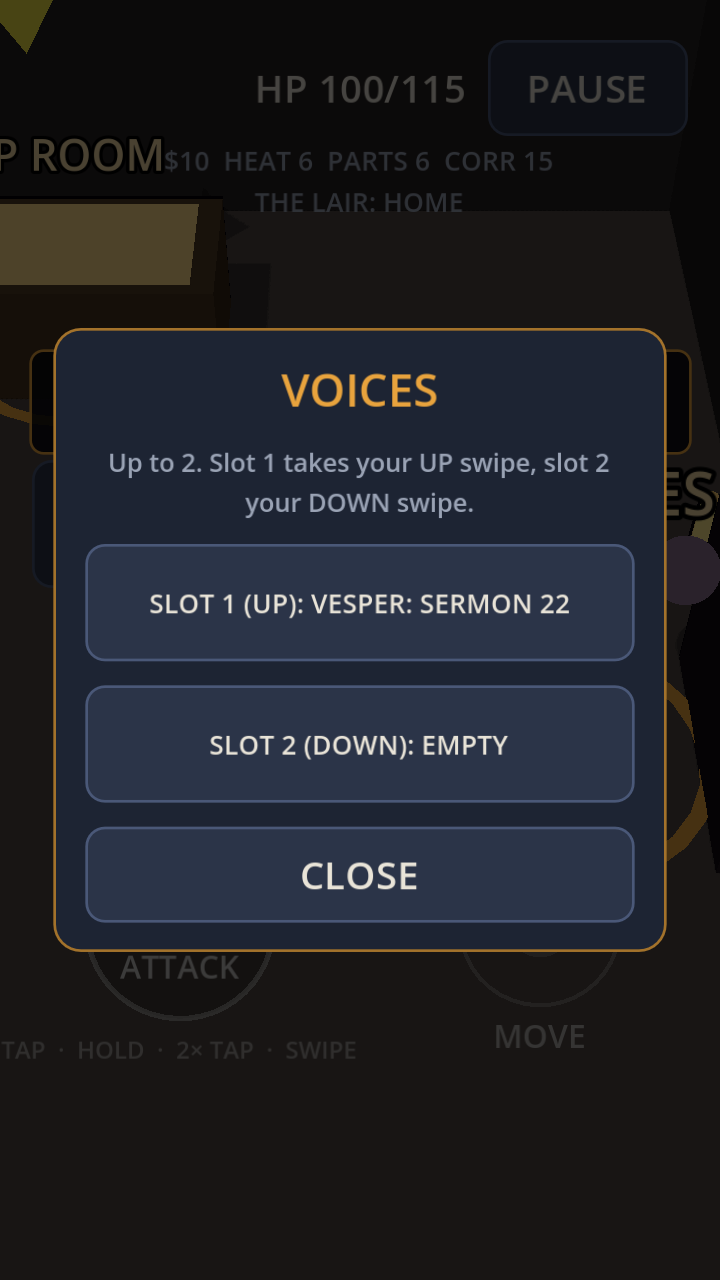 HP 100/115
PAUSE
P ROOM
$10 HEAT 6 PARTS 6 CORR 15
THE LAIR: HOME
VOICES
Up to 2. Slot 1 takes your UP swipe, slot 2
your DOWN swipe.
ES
SLOT 1 (UP): VESPER: SERMON 22
SLOT 2 (DOWN): EMPTY
CLOSE
ATTACK
MOVE
TAP · HOLD · 2× TAP · SWIPE